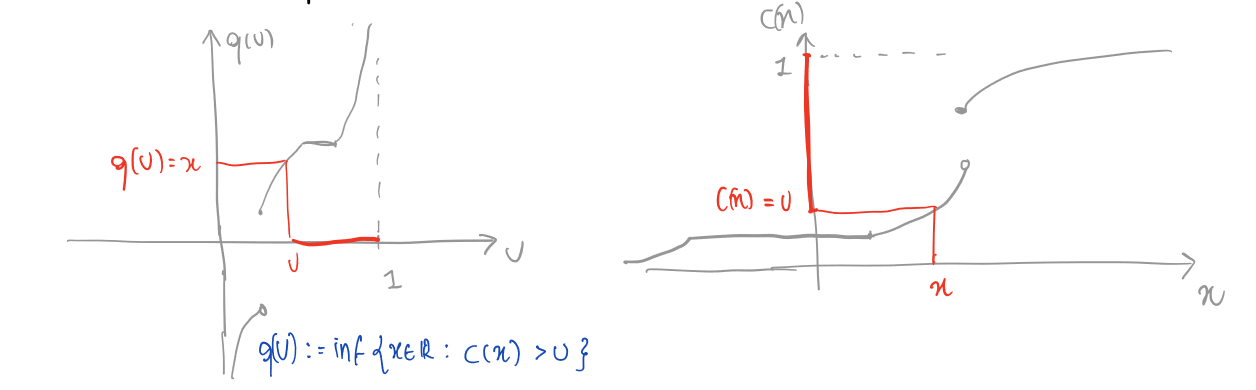 q(u)
q(u)=x
u
1
u
q(u) := inf {x∈ℝ : C(x) > u}
C(x)
1
C(x) = u
x
x